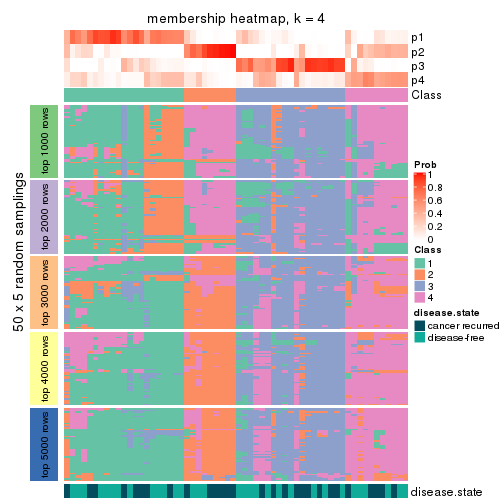 membership heatmap, k = 4
p1
p2
p3
p4
Class
50 x 5 random samplings
top 1000 rows
top 2000 rows
top 3000 rows
top 4000 rows
top 5000 rows
Prob
1
0.8
0.6
0.4
0.2
0
Class
1
2
3
4
disease.state
cancer recurred
disease-free
disease.state